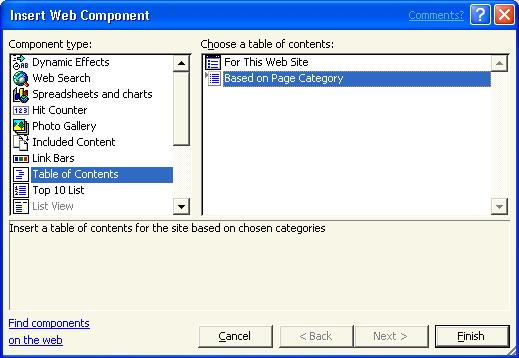 Insert Web Component
Comments?
Component type:
Dynamic Effects
Web Search
Spreadsheets and charts
Hit Counter
Photo Gallery
Included Content
Link Bars
Table of Contents
Top 10 List
List View
Choose a table of contents:
For This Web Site
Based on Page Category
Insert a table of contents for the site based on chosen categories
Find components
on the web
Cancel
< Back
Next >
Finish